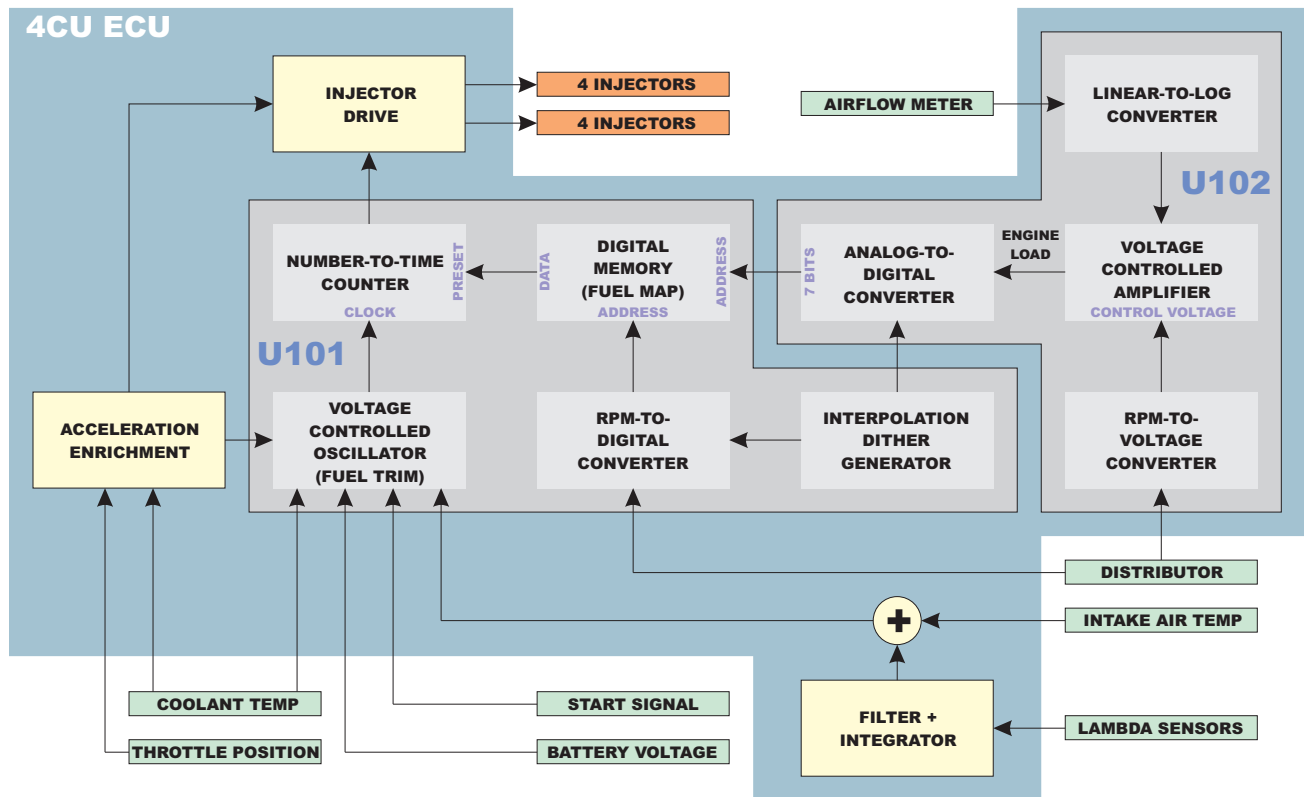 4CU ECU
INJECTOR
DRIVE
4 INJECTORS
4 INJECTORS
AIRFLOW METER
LINEAR-TO-LOG
CONVERTER
U102
NUMBER-TO-TIME
COUNTER
PRESET
CLOCK
DATA
DIGITAL
MEMORY
(FUEL MAP)
ADDRESS
ADDRESS
7 BITS
ANALOG-TO-
DIGITAL
CONVERTER
ENGINE
LOAD
VOLTAGE
CONTROLLED
AMPLIFIER
CONTROL VOLTAGE
U101
ACCELERATION
ENRICHMENT
VOLTAGE
CONTROLLED
OSCILLATOR
(FUEL TRIM)
RPM-TO-
DIGITAL
CONVERTER
INTERPOLATION
DITHER
GENERATOR
RPM-TO-
VOLTAGE
CONVERTER
DISTRIBUTOR
+
INTAKE AIR TEMP
COOLANT TEMP
START SIGNAL
FILTER +
INTEGRATOR
LAMBDA SENSORS
THROTTLE POSITION
BATTERY VOLTAGE